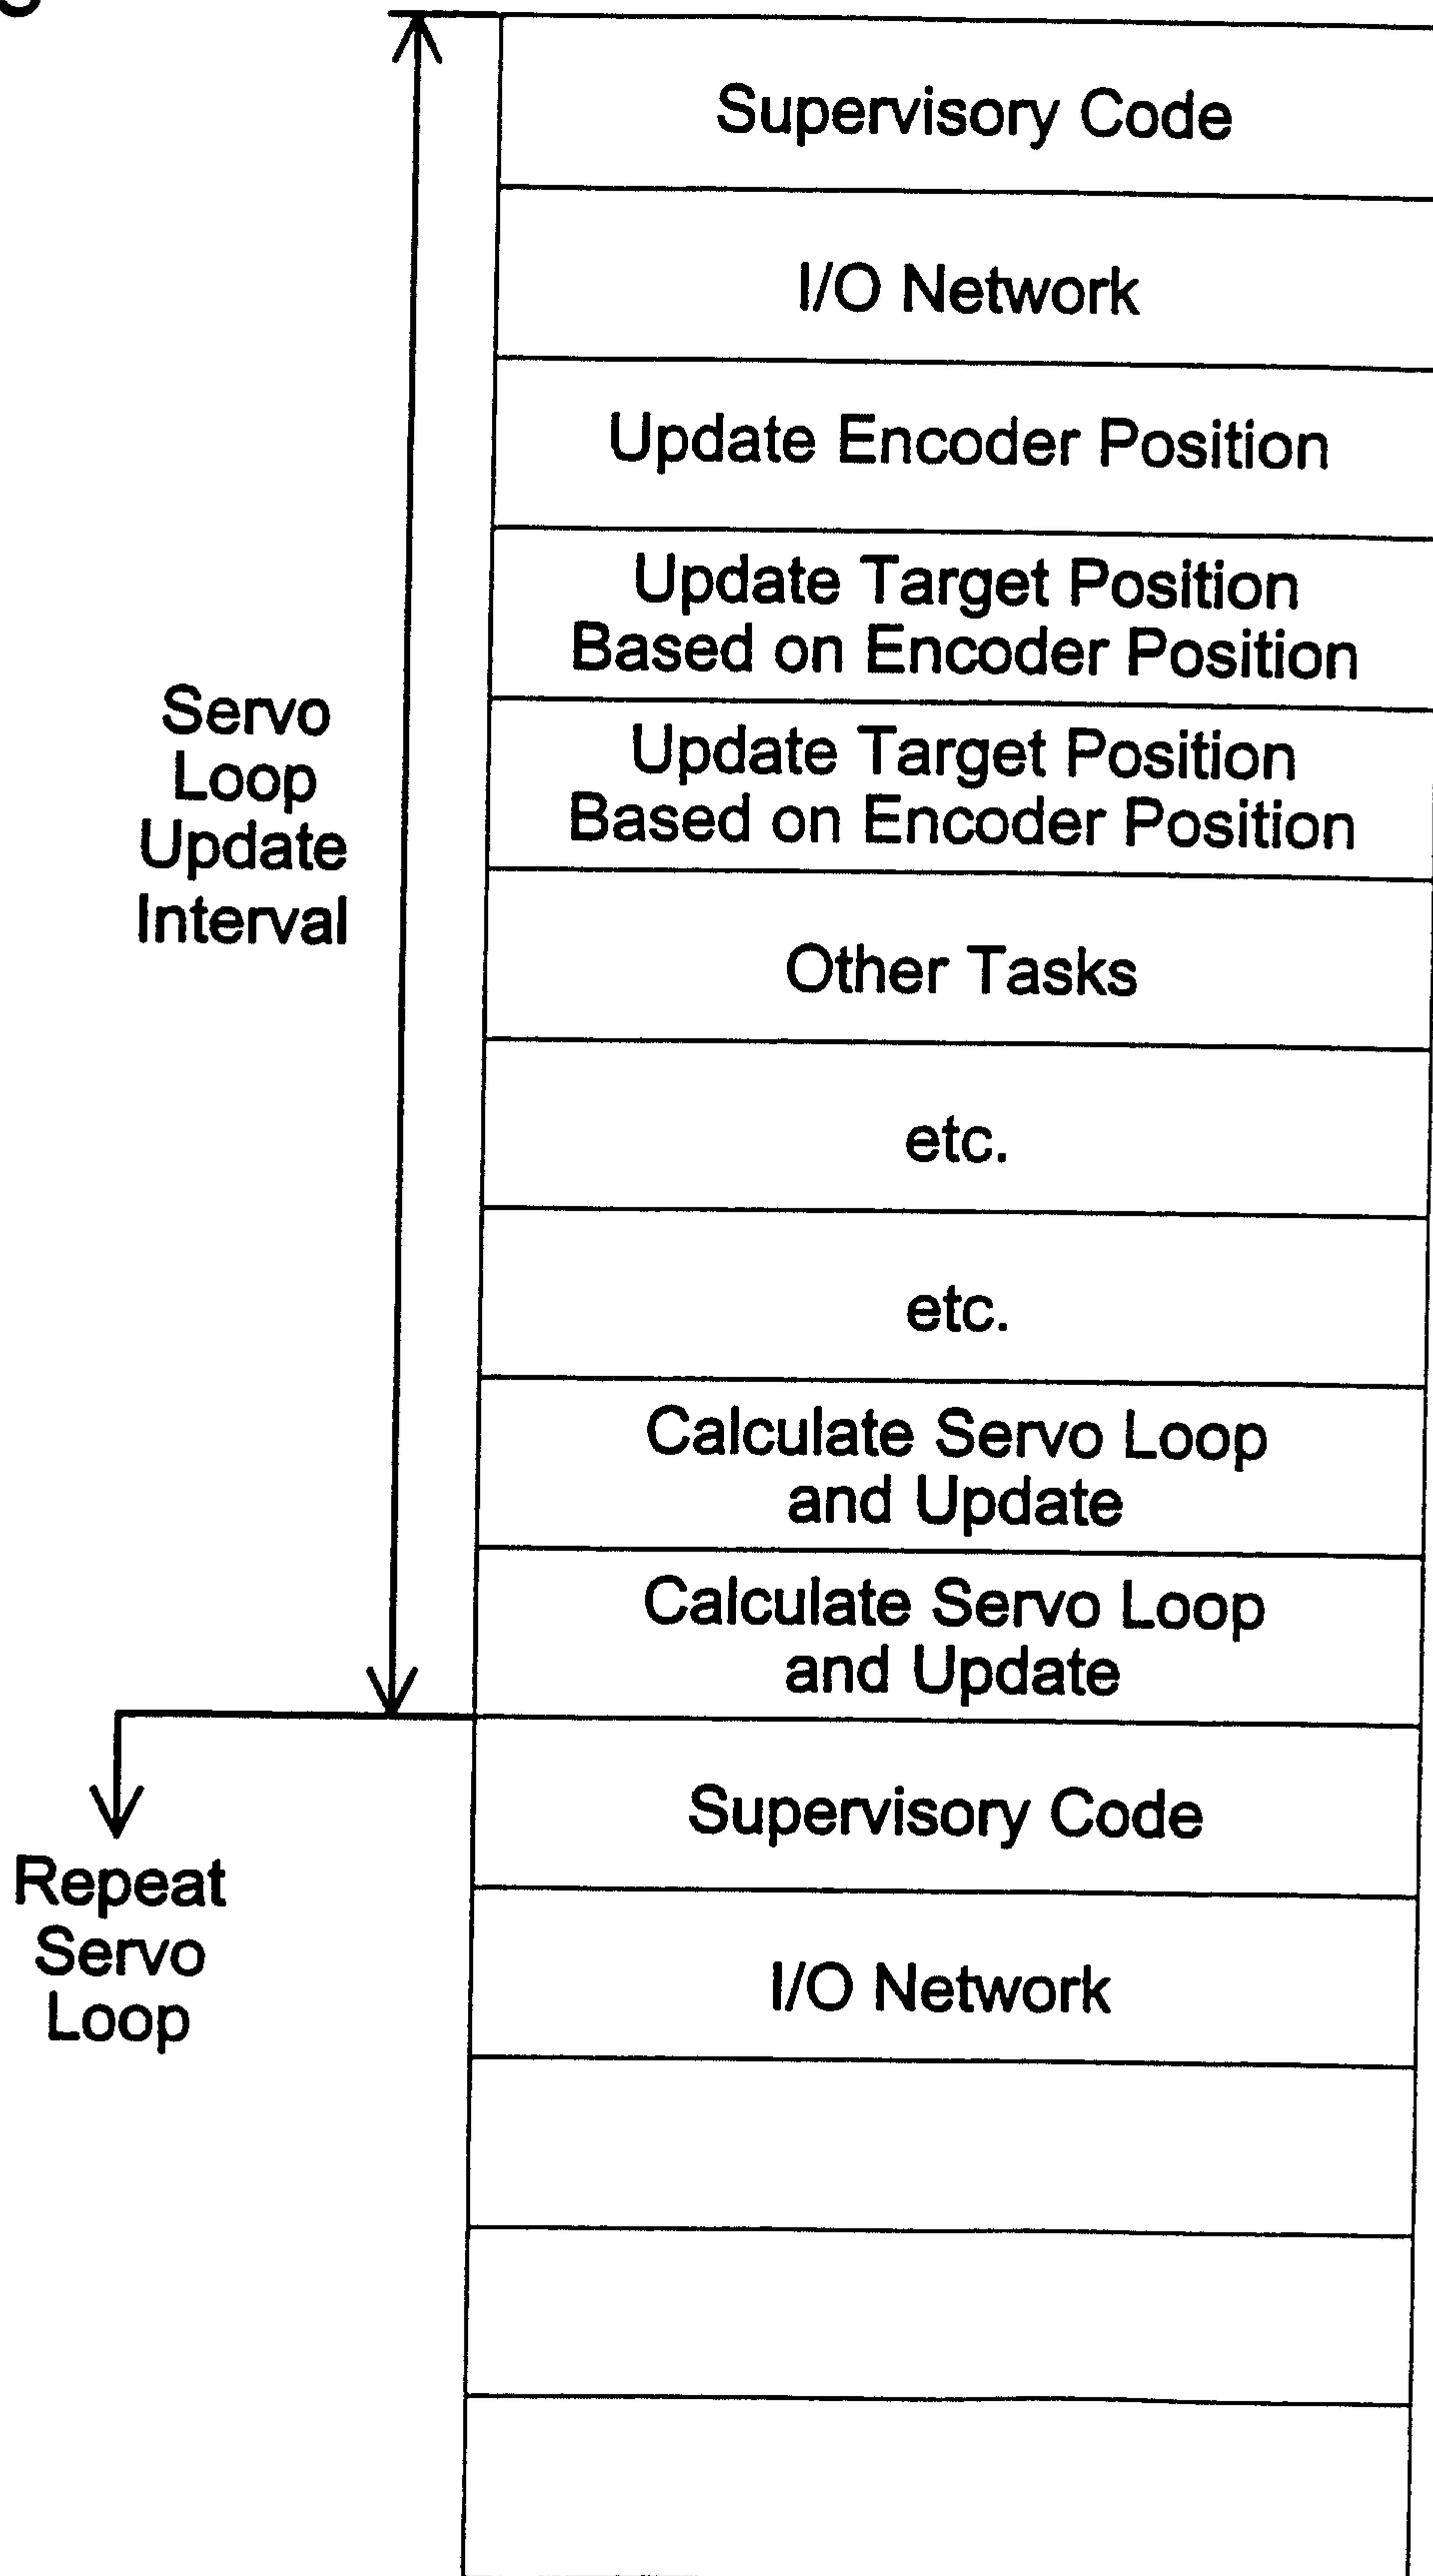 Supervisory Code
I/O Network
Update Encoder Position
Update Target Position
Based on Encoder Position
Update Target Position
Based on Encoder Position
Other Tasks
etc.
etc.
Calculate Servo Loop
and Update
Calculate Servo Loop
and Update
Supervisory Code
I/O Network
Servo
Loop
Update
Interval
Repeat
Servo
Loop